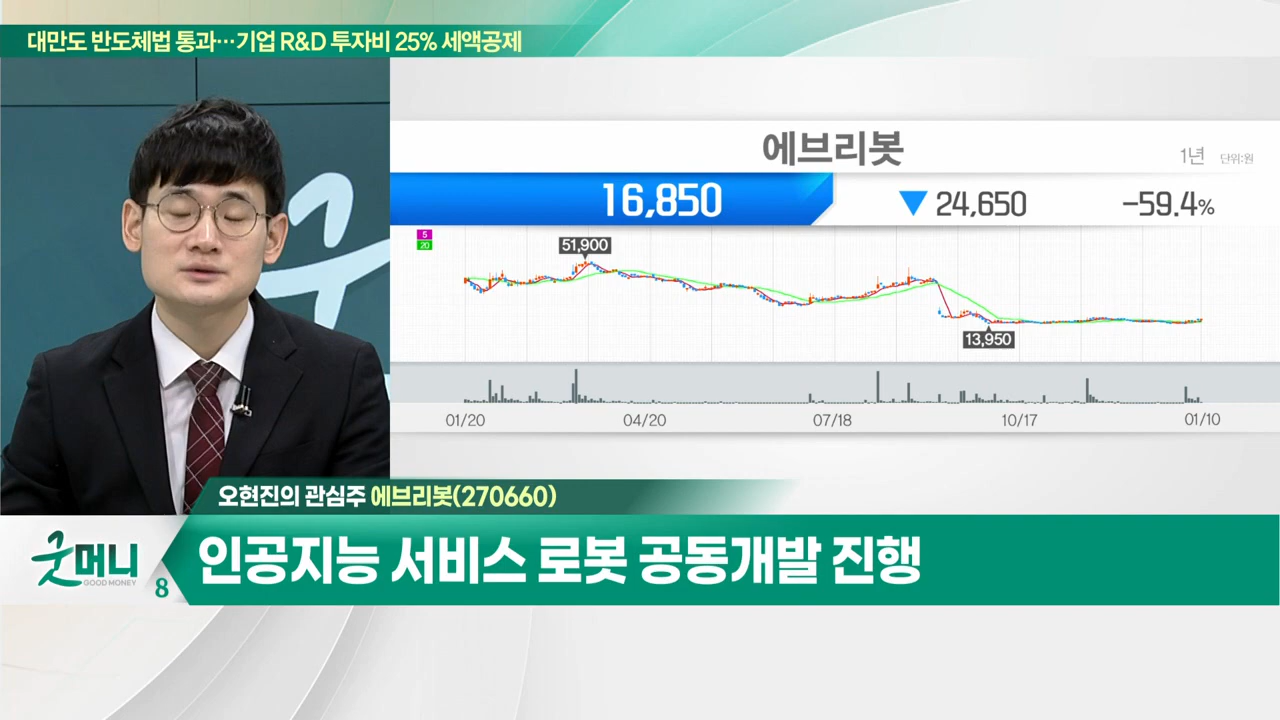 대만도 반도체법 통과…기업 R&D 투자비 25% 세액공제
에브리봇
1년 단위:원
16,850 ▼ 24,650 -59.4%
5
20
51,900
13,950
01/20 04/20 07/18 10/17 01/10
오현진의 관심주 에브리봇(270660)
굿머니
GOOD MONEY
8
인공지능 서비스 로봇 공동개발 진행